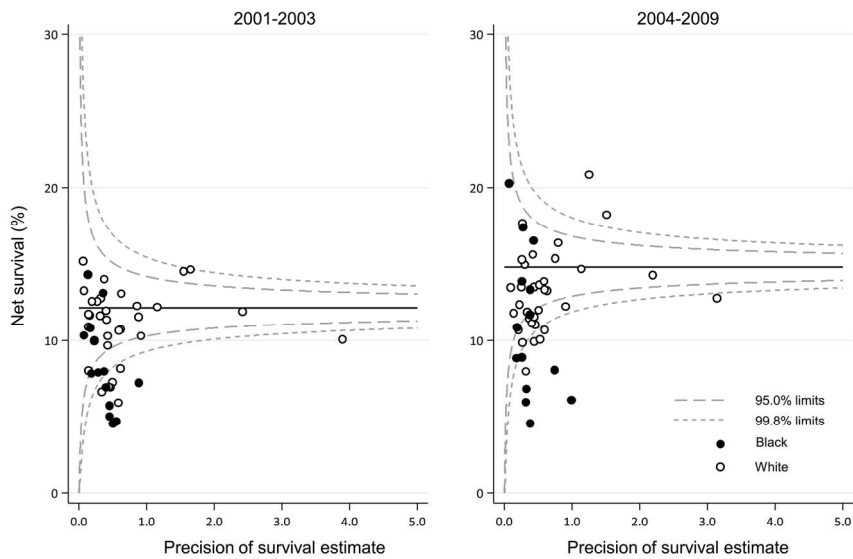 2001-2003
2004-2009
Net survival (%)
30
20
10
0
0.0 1.0 2.0 3.0 4.0 5.0
Precision of survival estimate
30
20
10
0
0.0 1.0 2.0 3.0 4.0 5.0
Precision of survival estimate
95.0% limits
99.8% limits
Black
White